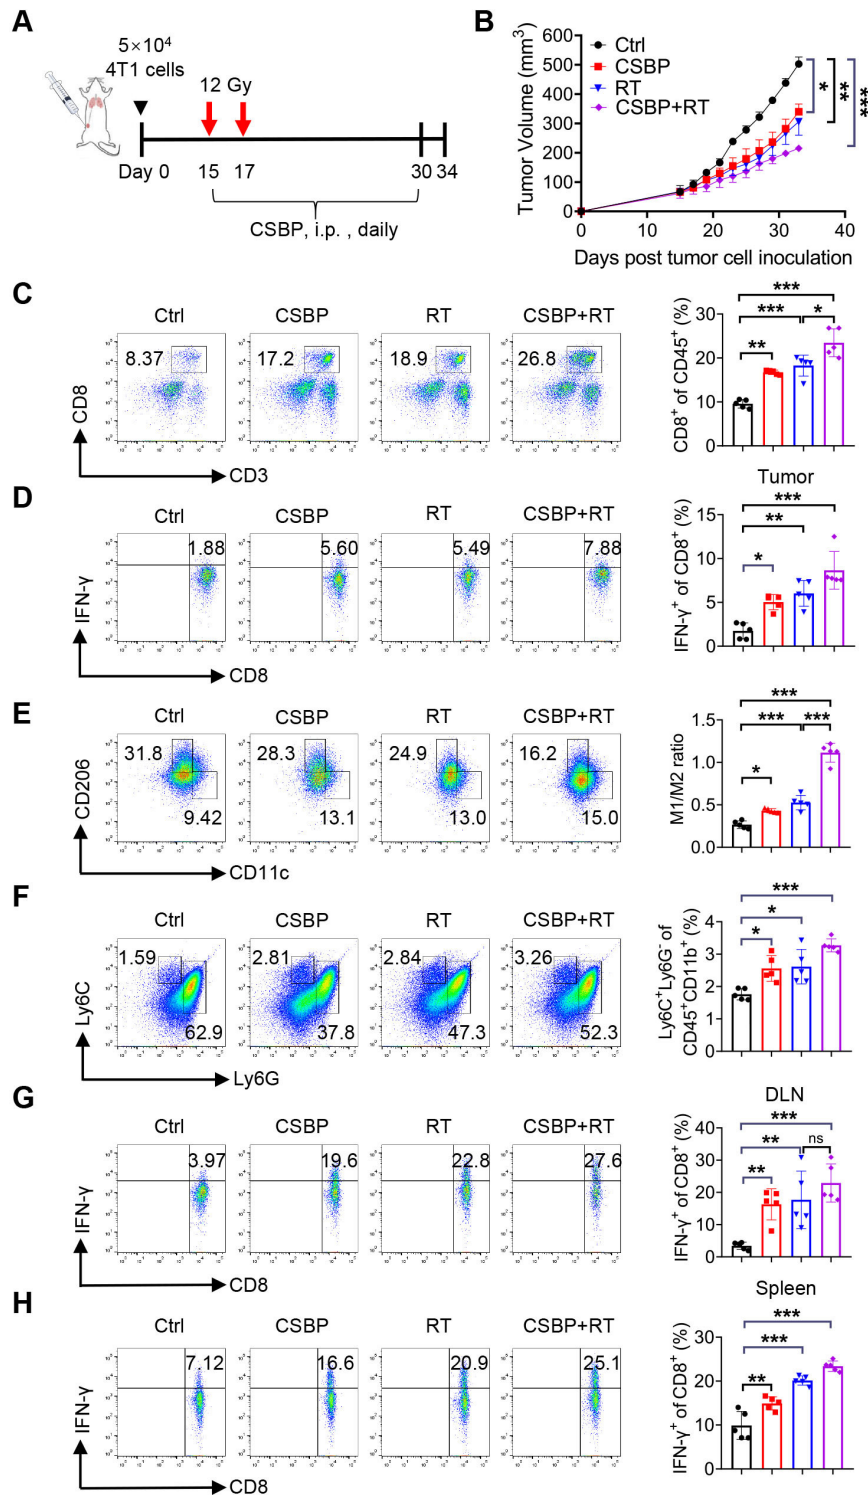 A
5×10⁴
4T1 cells
12 Gy
Day 0
15
17
30
34
CSBP, i.p. , daily
B
Tumor Volume (mm³)
600
500
400
300
200
100
0
Ctrl
CSBP
RT
CSBP+RT
*
**
***
0
10
20
30
40
Days post tumor cell inoculation
C
Ctrl
CSBP
RT
CSBP+RT
8.37
17.2
18.9
26.8
CD8
CD3
CD8⁺ of CD45⁺ (%)
30
20
10
0
***
***
*
**
D
Ctrl
CSBP
RT
CSBP+RT
1.88
5.60
5.49
7.88
IFN-γ
CD8
Tumor
IFN-γ⁺ of CD8⁺ (%)
15
10
5
0
***
**
*
E
Ctrl
CSBP
RT
CSBP+RT
31.8
28.3
24.9
16.2
9.42
13.1
13.0
15.0
CD206
CD11c
M1/M2 ratio
1.5
1.0
0.5
0.0
***
***
***
*
F
Ctrl
CSBP
RT
CSBP+RT
1.59
2.81
2.84
3.26
62.9
37.8
47.3
52.3
Ly6C
Ly6G
Ly6C⁺Ly6G⁻ of
CD45⁺CD11b⁺ (%)
4
3
2
1
0
***
*
*
G
Ctrl
CSBP
RT
CSBP+RT
3.97
19.6
22.8
27.6
IFN-γ
CD8
DLN
IFN-γ⁺ of CD8⁺ (%)
40
30
20
10
0
***
**
ns
**
H
Ctrl
CSBP
RT
CSBP+RT
7.12
16.6
20.9
25.1
IFN-γ
CD8
Spleen
IFN-γ⁺ of CD8⁺ (%)
30
20
10
0
***
***
**